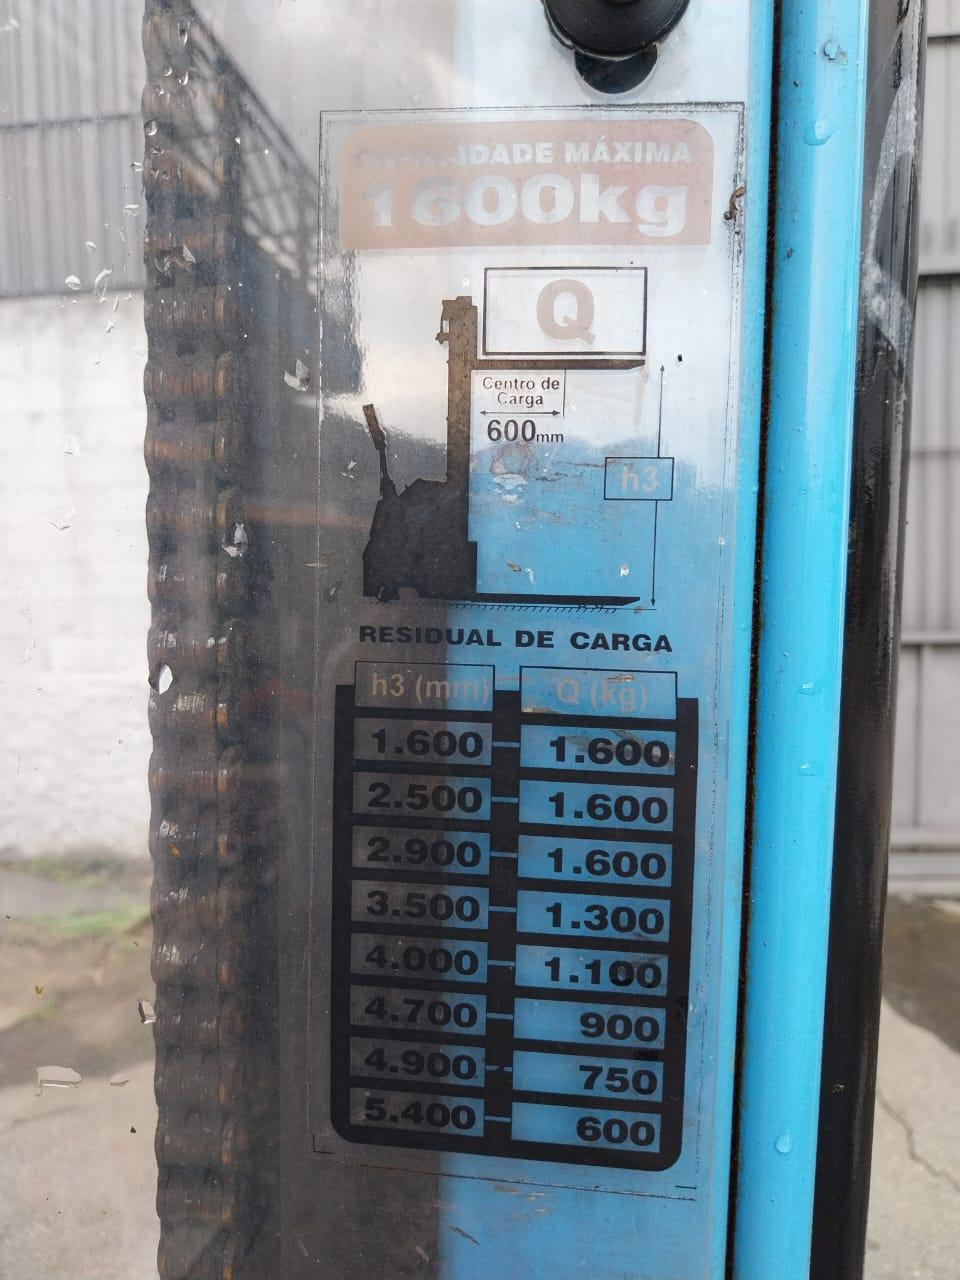 MÁXIMA
1600kg
Q
Centro de
Carga
600mm
h3
RESIDUAL DE CARGA
h3 (mm) Q (kg)
1.600 1.600
2.500 1.600
2.900 1.600
3.500 1.300
4.000 1.100
4.700 900
4.900 750
5.400 600